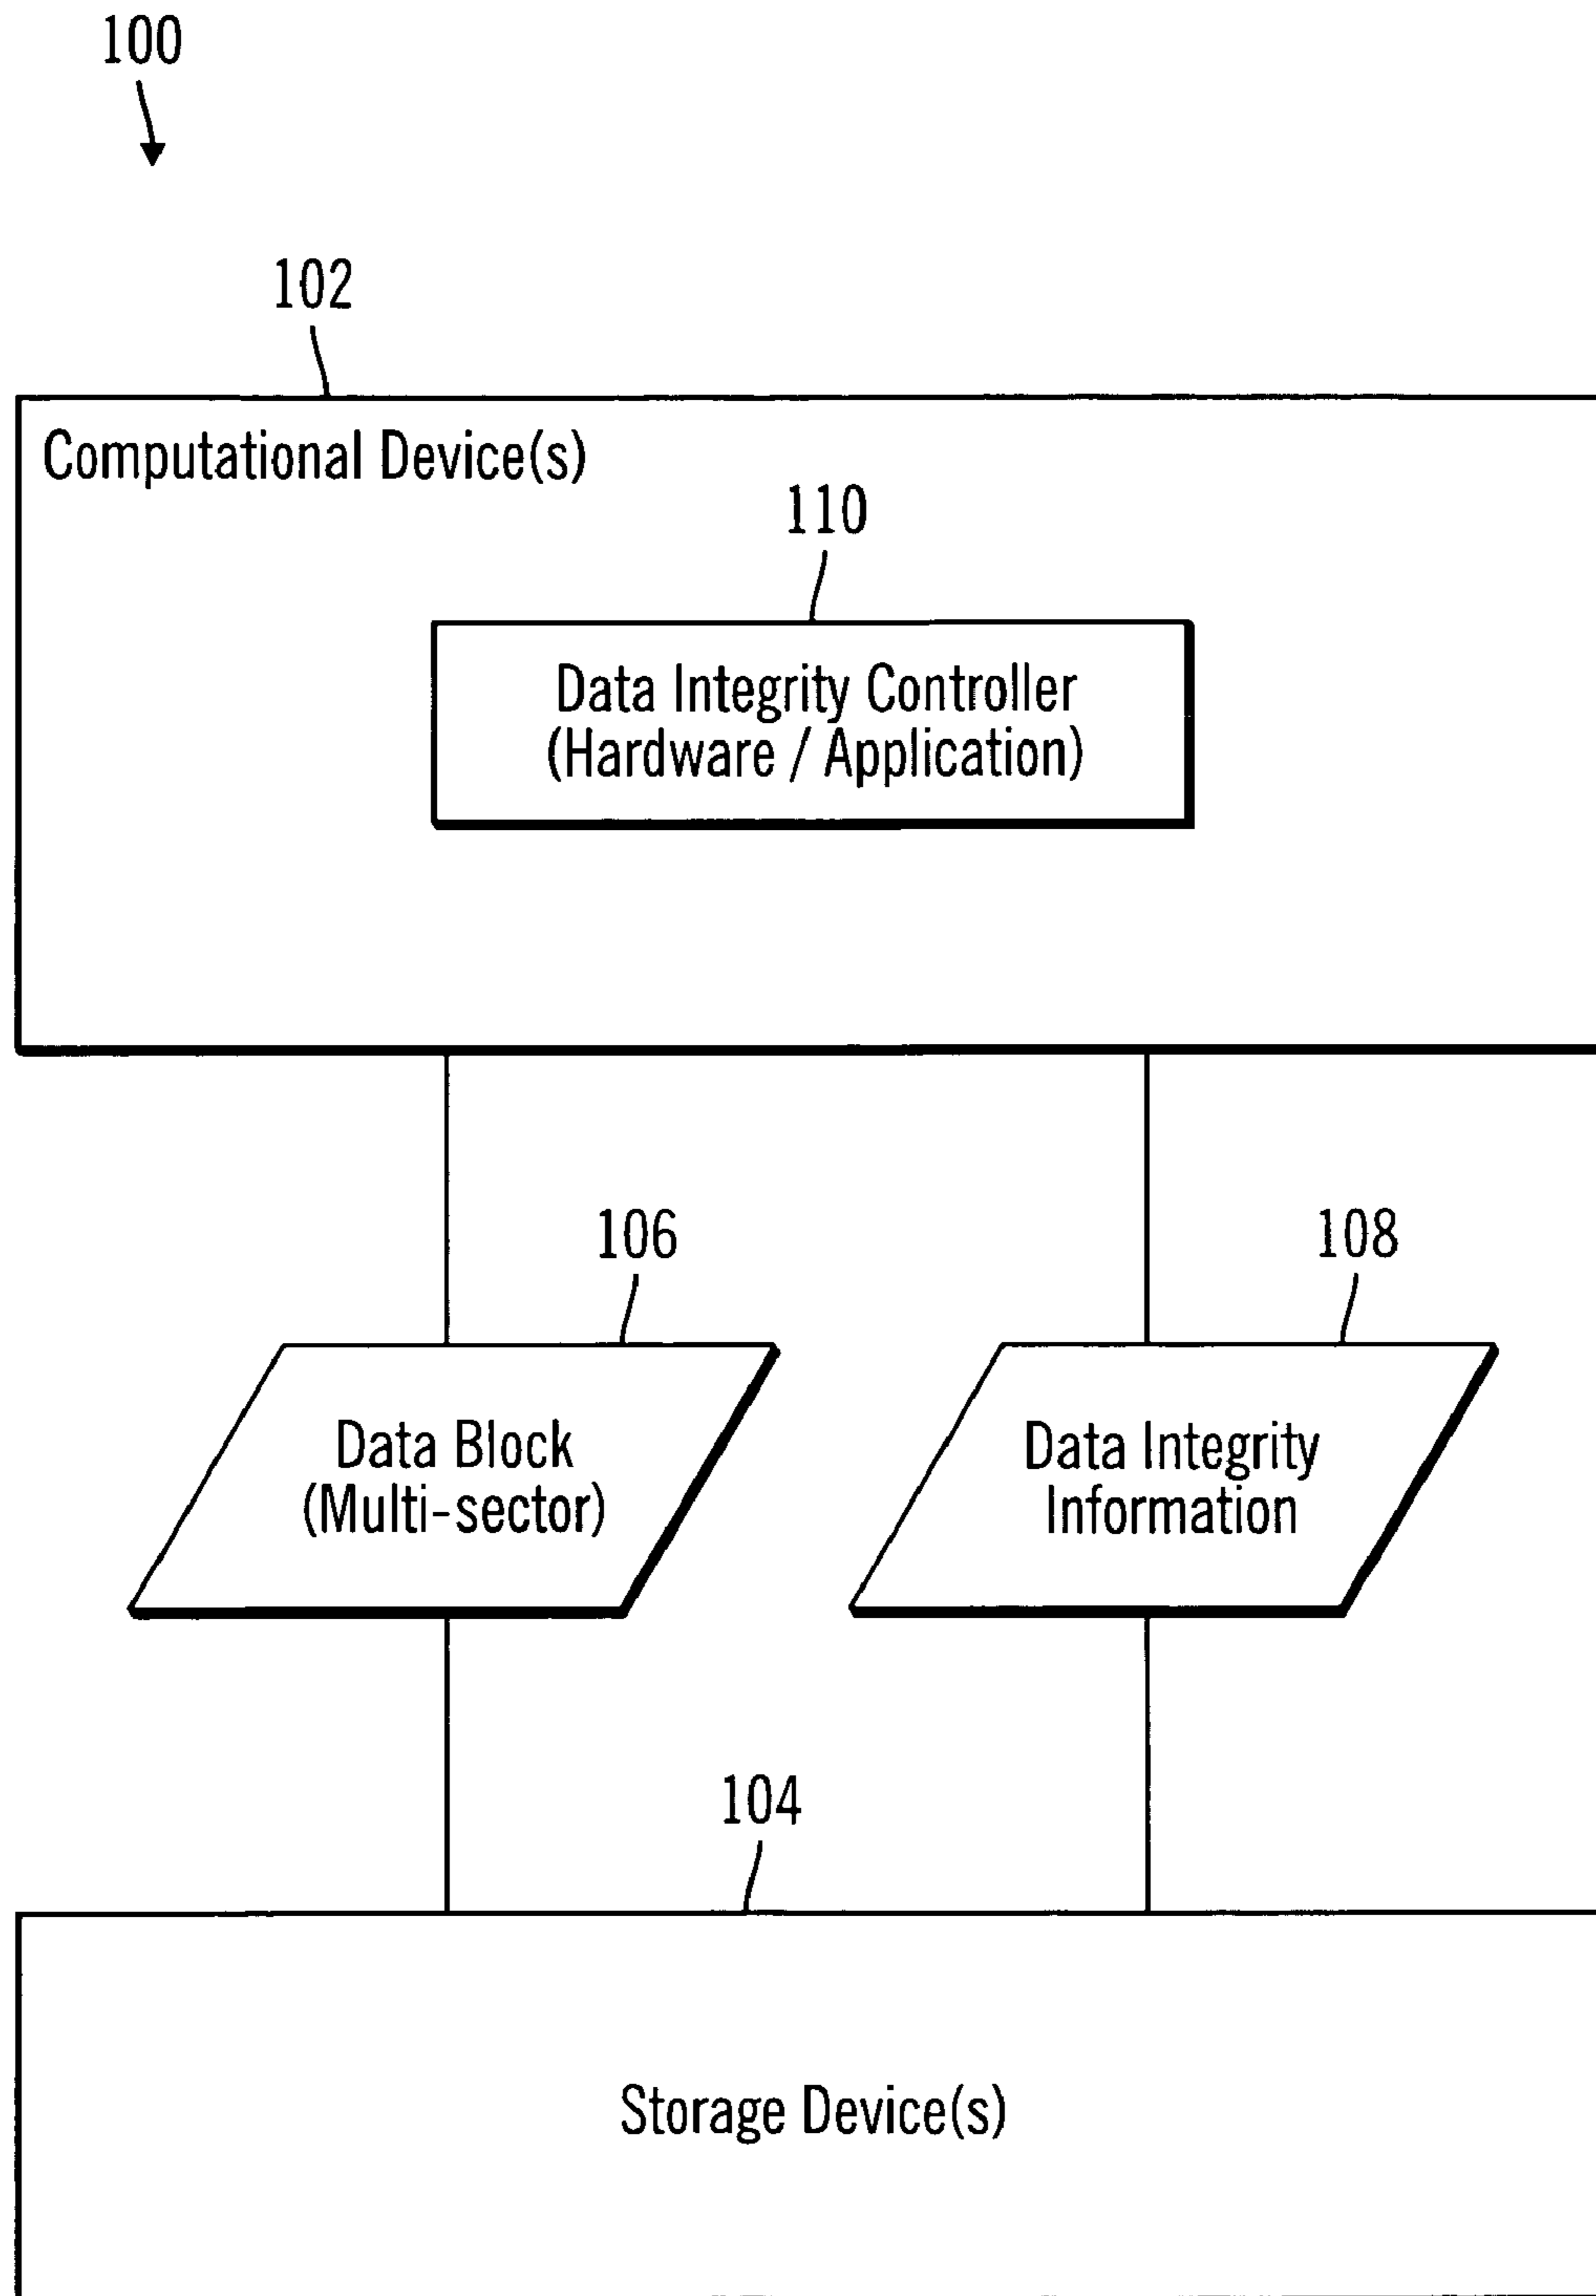 100
102
Computational Device(s)
110
Data Integrity Controller
(Hardware / Application)
106
108
Data Block
(Multi-sector)
Data Integrity
Information
104
Storage Device(s)